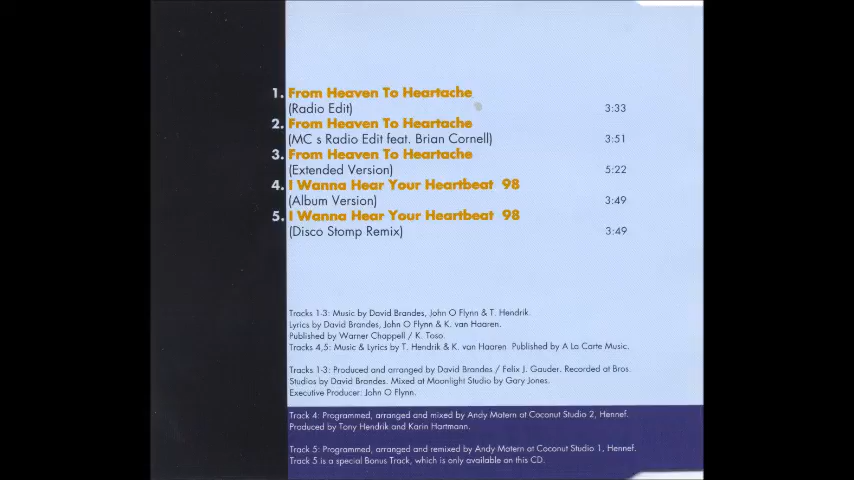 1. From Heaven To Heartache
(Radio Edit) 3:33
2. From Heaven To Heartache
(MC s Radio Edit feat. Brian Cornell) 3:51
3. From Heaven To Heartache
(Extended Version) 5:22
4. I Wanna Hear Your Heartbeat 98
(Album Version) 3:49
5. I Wanna Hear Your Heartbeat 98
(Disco Stomp Remix) 3:49
Tracks 1-3: Music by David Brandes, John O Flynn & T. Hendrik.
Lyrics by David Brandes, John O Flynn & K. van Haaren.
Published by Warner Chappell / K. Toso.
Tracks 4,5: Music & Lyrics by T. Hendrik & K. van Haaren Published by A La Carte Music.
Tracks 1-3: Produced and arranged by David Brandes / Felix J. Gauder. Recorded at Bros.
Studios by David Brandes. Mixed at Moonlight Studio by Gary Jones.
Executive Producer: John O Flynn.
Track 4: Programmed, arranged and mixed by Andy Matern at Coconut Studio 2, Hennef.
Produced by Tony Hendrik and Karin Hartmann.
Track 5: Programmed, arranged and remixed by Andy Matern at Coconut Studio 1, Hennef.
Track 5 is a special Bonus Track, which is only available on this CD.